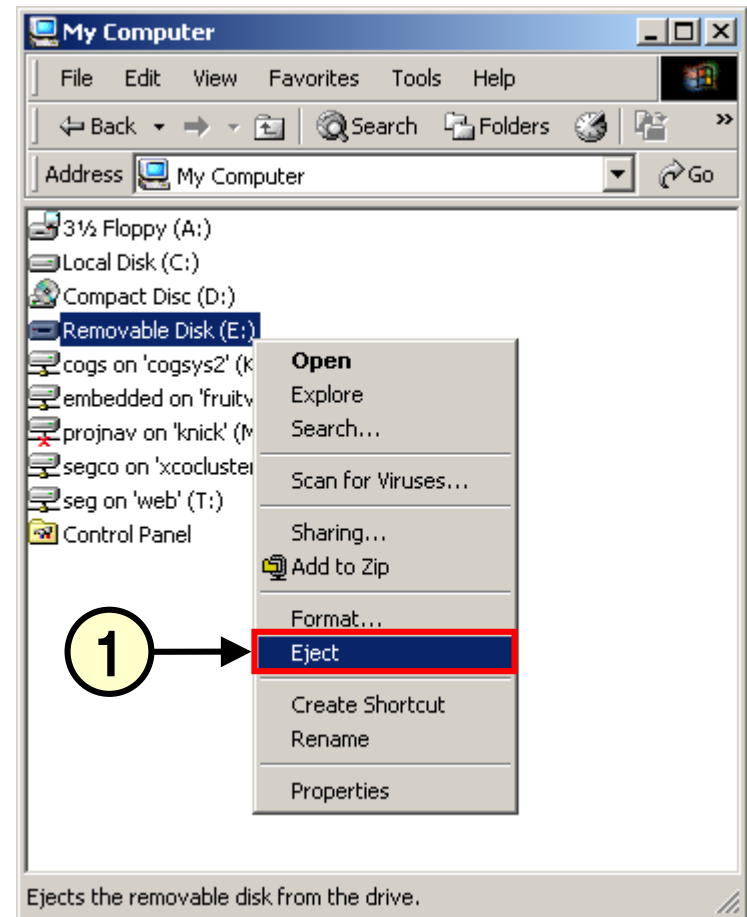 My Computer
File Edit View Favorites Tools Help
Back Search Folders »
Address My Computer Go
3½ Floppy (A:)
Local Disk (C:)
Compact Disc (D:)
Removable Disk (E:)
cogs on 'cogsys2' (K
embedded on 'fruitv
projnav on 'knick' (M
segco on 'xcocluster
seg on 'web' (T:)
Control Panel
Open
Explore
Search...
Scan for Viruses...
Sharing...
Add to Zip
Format...
1 Eject
Create Shortcut
Rename
Properties
Ejects the removable disk from the drive.